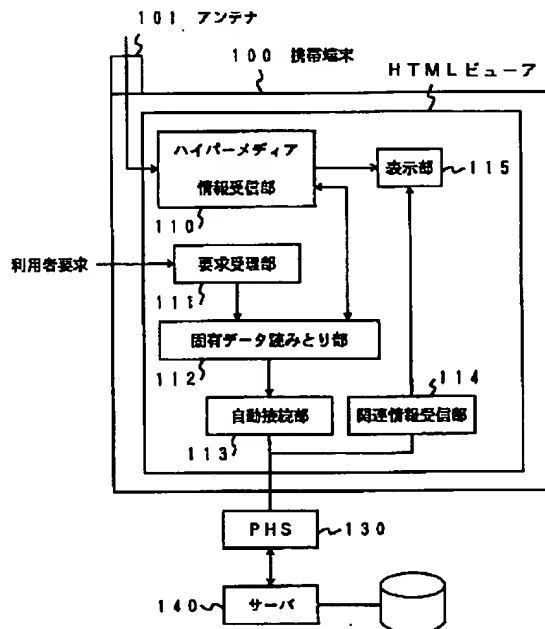 101 アンテナ
100 携帯端末
HTMLビューア
ハイパーメディア
情報受信部
110
表示部
115
利用者要求
要求受理部
111
固有データ読みとり部
112
114
自動接続部
113
関連情報受信部
PHS
130
140
サーバ